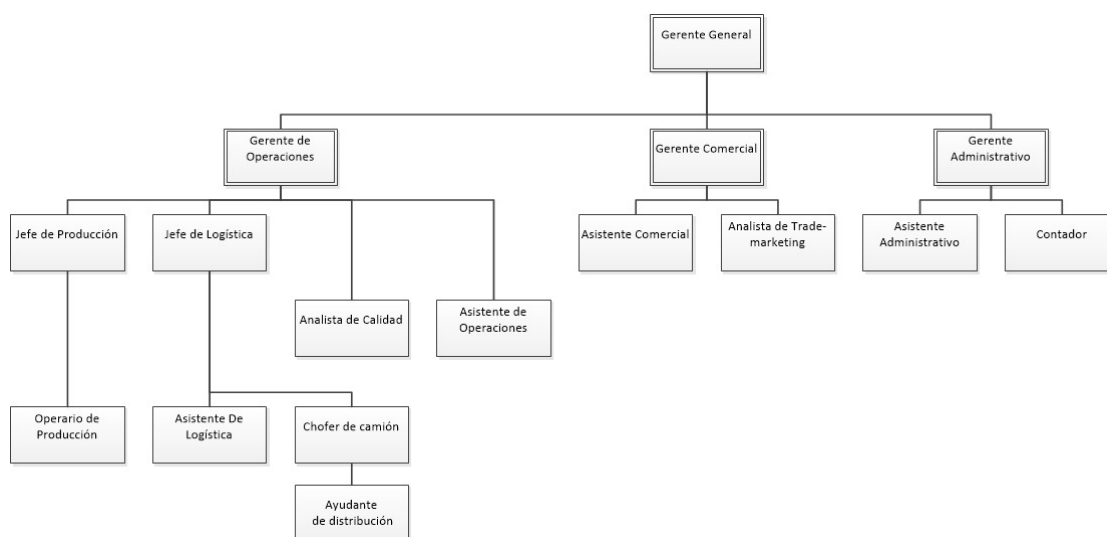 Gerente General
Gerente de
Operaciones
Gerente Comercial
Gerente
Administrativo
Jefe de Producción
Jefe de Logística
Asistente Comercial
Analista de Trade-
marketing
Asistente
Administrativo
Contador
Analista de Calidad
Asistente de
Operaciones
Operario de
Producción
Asistente De
Logística
Chofer de camión
Ayudante
de distribución